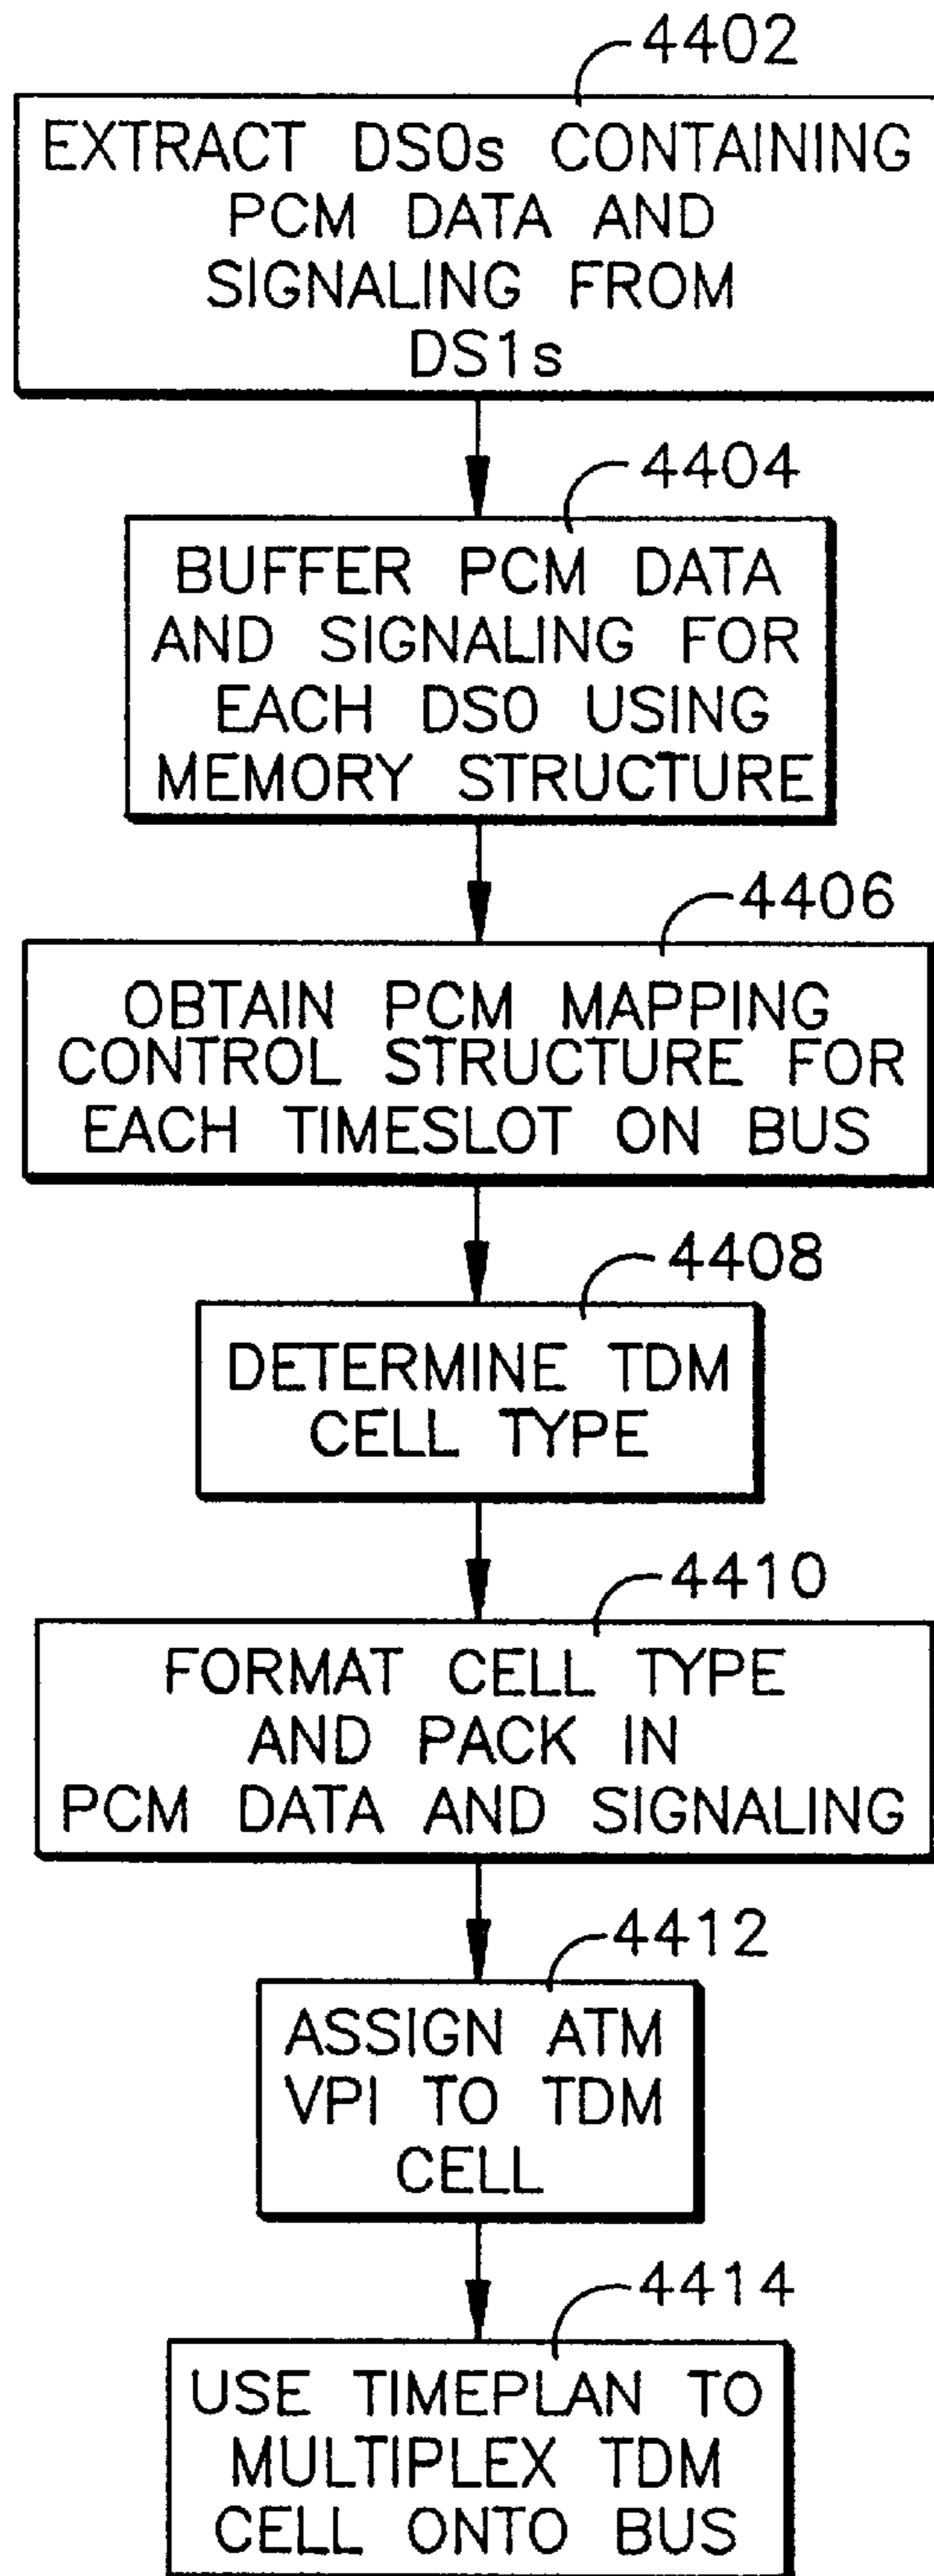 4402
EXTRACT DS0s CONTAINING
PCM DATA AND
SIGNALING FROM
DS1s
4404
BUFFER PCM DATA
AND SIGNALING FOR
EACH DS0 USING
MEMORY STRUCTURE
4406
OBTAIN PCM MAPPING
CONTROL STRUCTURE FOR
EACH TIMESLOT ON BUS
4408
DETERMINE TDM
CELL TYPE
4410
FORMAT CELL TYPE
AND PACK IN
PCM DATA AND SIGNALING
4412
ASSIGN ATM
VPI TO TDM
CELL
4414
USE TIMEPLAN TO
MULTIPLEX TDM
CELL ONTO BUS